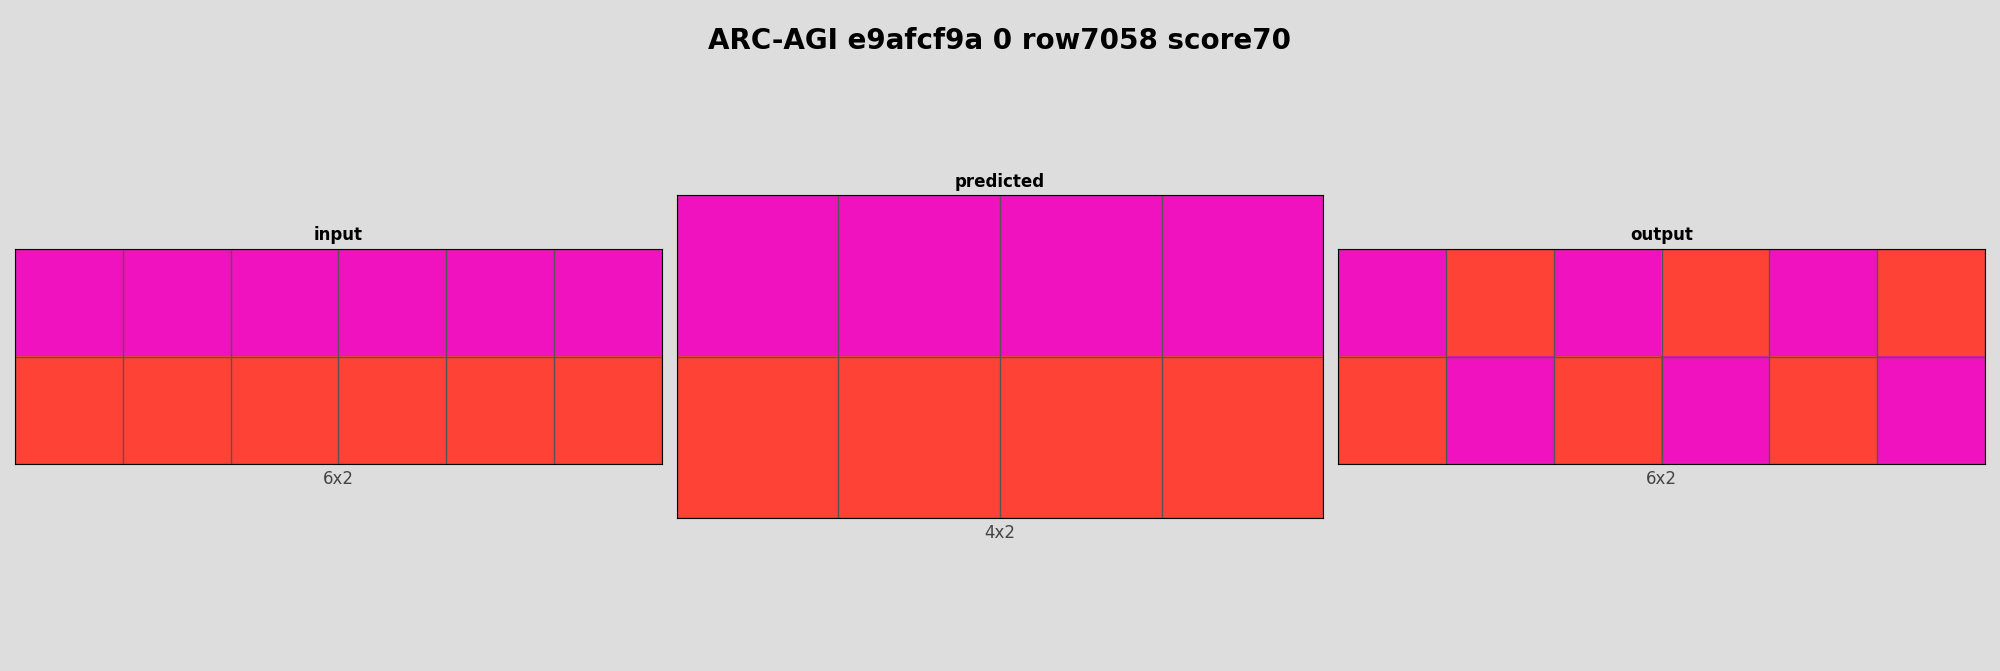 ARC-AGI e9afcf9a 0 row7058 score70
predicted
input
output
6x2
6x2
4x2